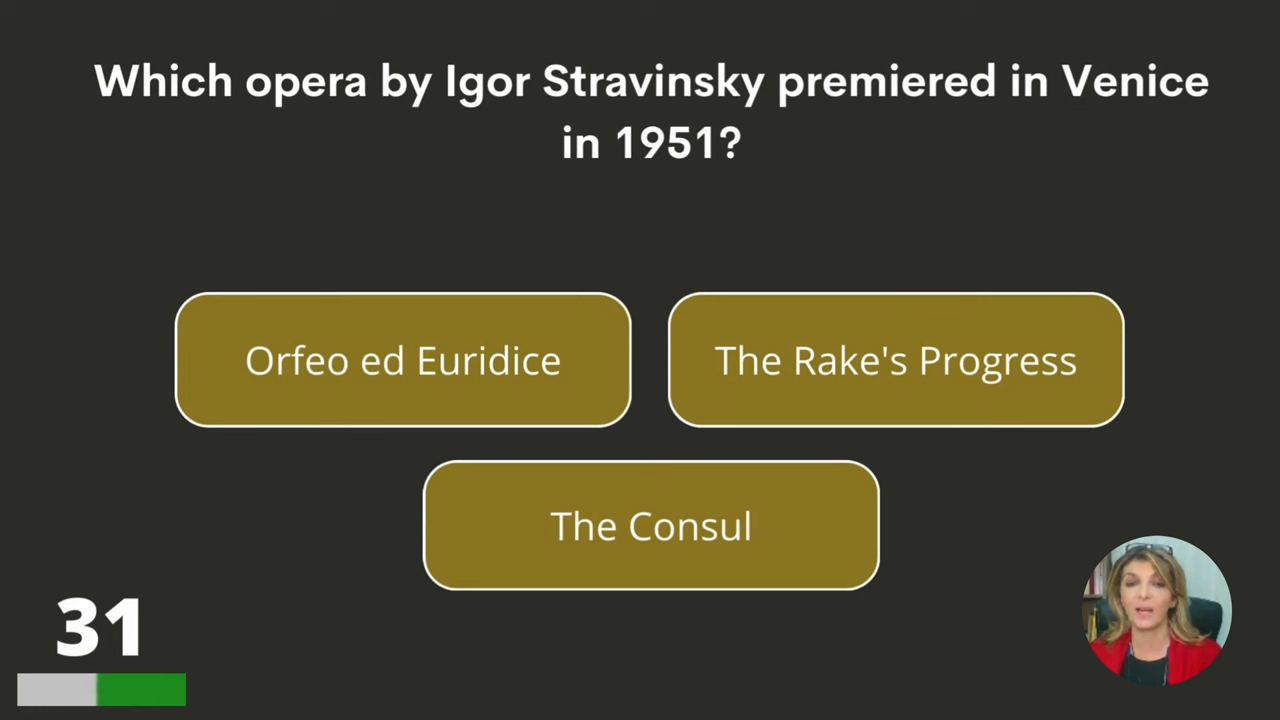 Which opera by Igor Stravinsky premiered in Venice
in 1951?
Orfeo ed Euridice
The Rake's Progress
The Consul
31